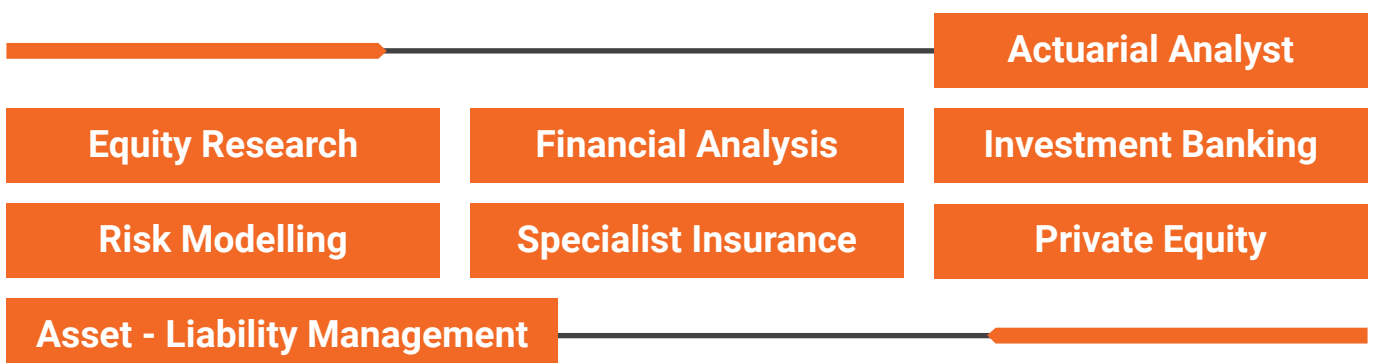 Actuarial Analyst
Equity Research
Financial Analysis
Investment Banking
Risk Modelling
Specialist Insurance
Private Equity
Asset - Liability Management